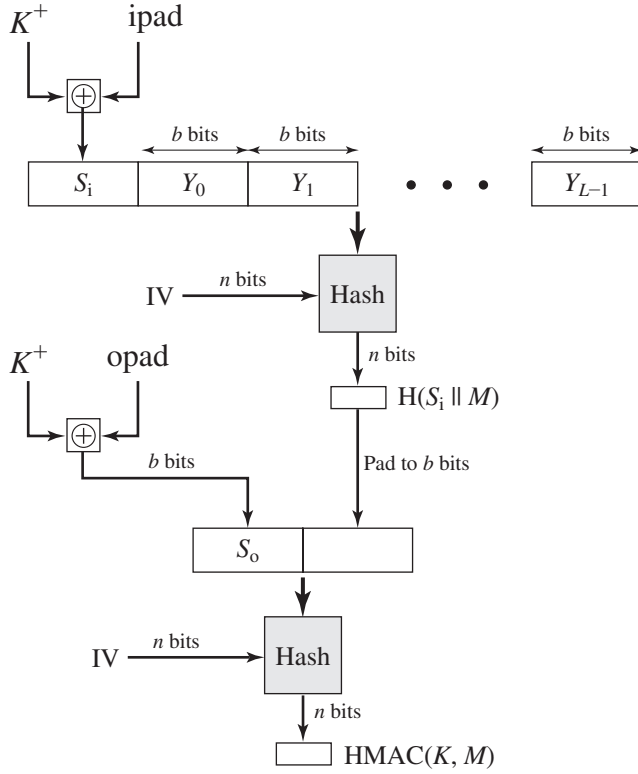 K⁺ ipad
⊕
b bits b bits b bits
Sᵢ Y₀ Y₁ • • • Y_{L–1}
n bits
IV Hash
n bits
K⁺ opad
H(Sᵢ || M)
⊕
b bits Pad to b bits
Sₒ
n bits
IV Hash
n bits
HMAC(K, M)